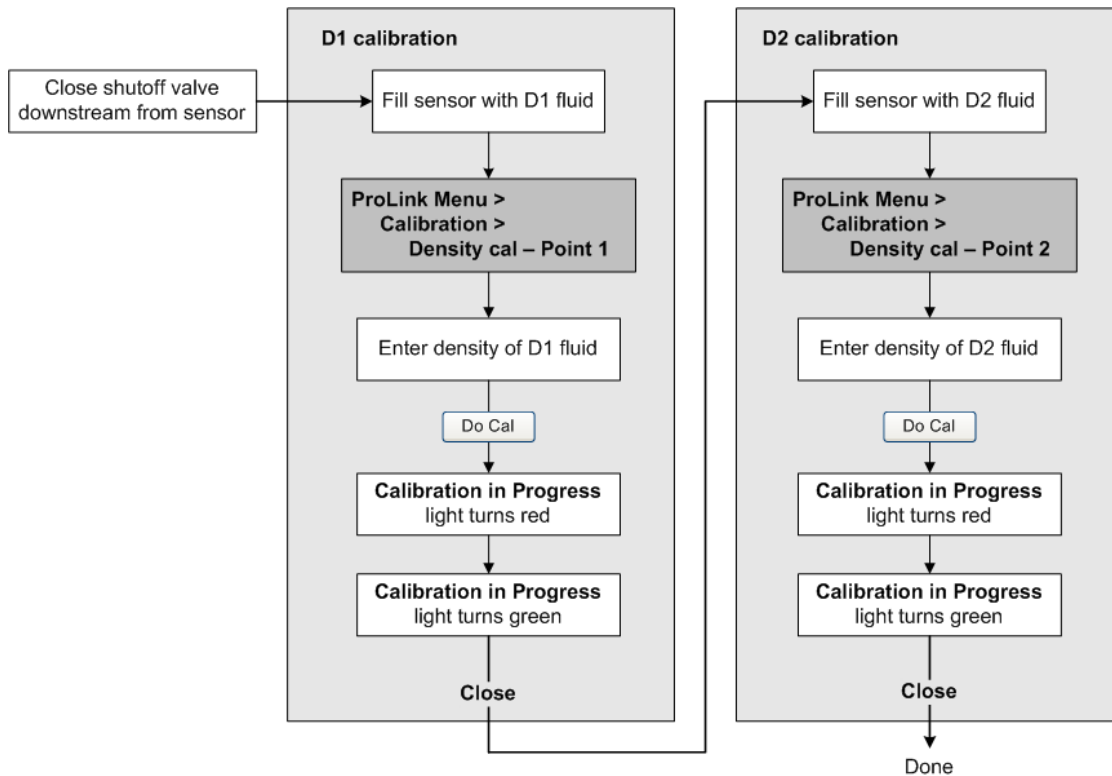 Close shutoff valve
downstream from sensor
D1 calibration
Fill sensor with D1 fluid
ProLink Menu >
Calibration >
Density cal – Point 1
Enter density of D1 fluid
Do Cal
Calibration in Progress
light turns red
Calibration in Progress
light turns green
Close
D2 calibration
Fill sensor with D2 fluid
ProLink Menu >
Calibration >
Density cal – Point 2
Enter density of D2 fluid
Do Cal
Calibration in Progress
light turns red
Calibration in Progress
light turns green
Close
Done